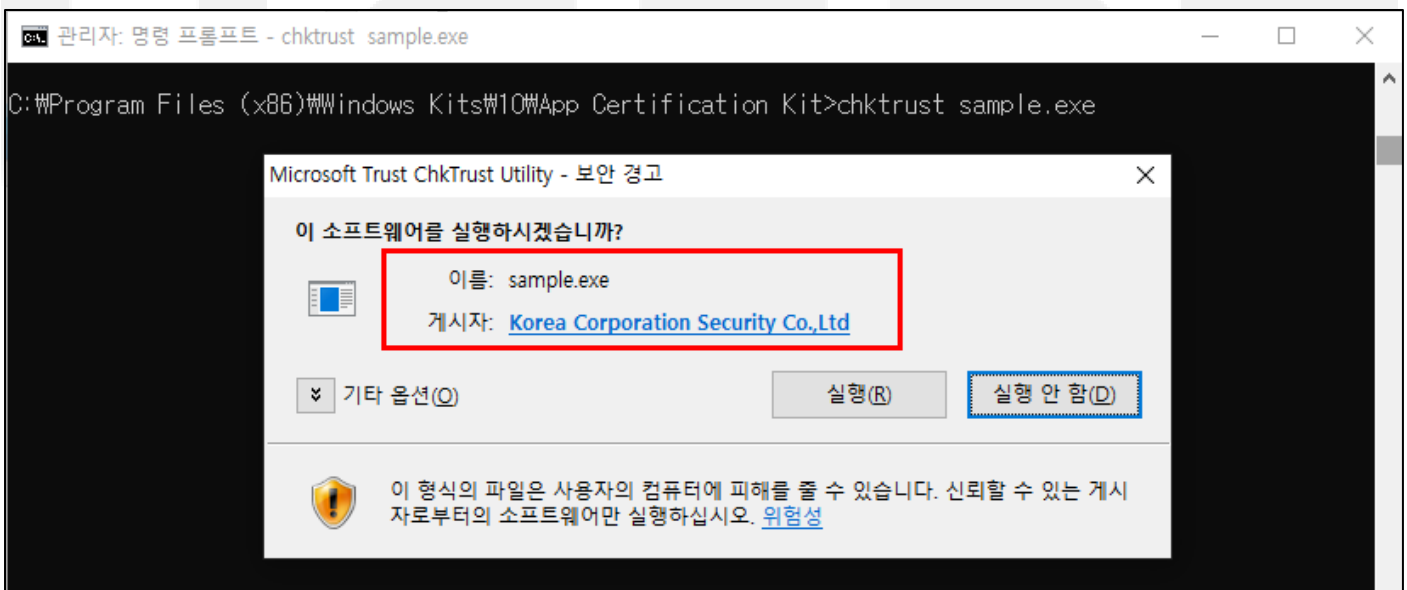 관리자: 명령 프롬프트 - chktrust sample.exe
C:₩Program Files (x86)₩Windows Kits₩10₩App Certification Kit>chktrust sample.exe
Microsoft Trust ChkTrust Utility - 보안 경고
이 소프트웨어를 실행하시겠습니까?
이름: sample.exe
게시자: Korea Corporation Security Co.,Ltd
기타 옵션(O)
실행(R)
실행 안 함(D)
이 형식의 파일은 사용자의 컴퓨터에 피해를 줄 수 있습니다. 신뢰할 수 있는 게시
자로부터의 소프트웨어만 실행하십시오. 위험성